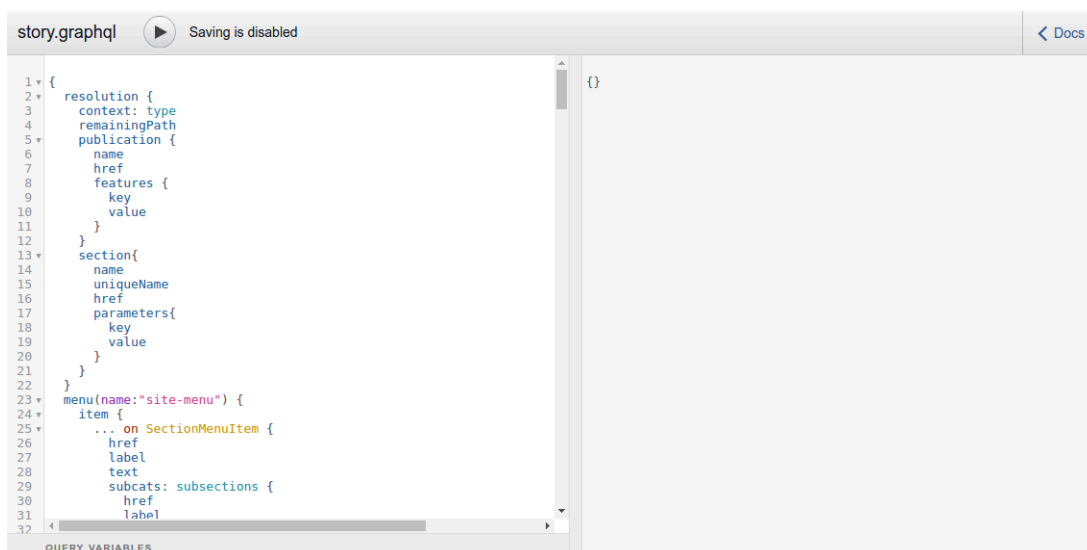 story.graphql Saving is disabled Docs
1 {
2 resolution {
3 context: type
4 remainingPath
5 publication {
6 name
7 href
8 features {
9 key
10 value
11 }
12 }
13 section{
14 name
15 uniqueName
16 href
17 parameters{
18 key
19 value
20 }
21 }
22 }
23 menu(name:"site-menu") {
24 item {
25 ... on SectionMenuItem {
26 href
27 label
28 text
29 subcats: subsections {
30 href
31 label
32
QUERY VARIABLES
{}